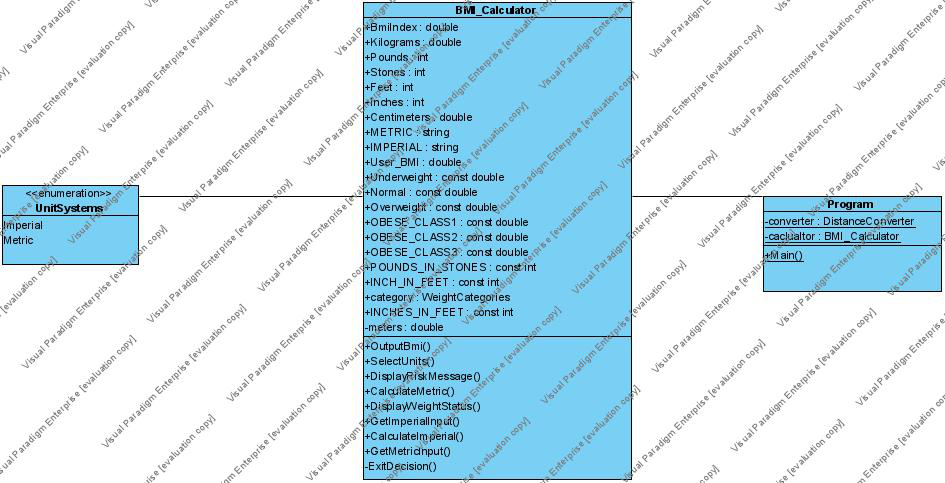 BMI_Calculator
+BmiIndex : double
+Kilograms : double
+Pounds : int
+Stones : int
+Feet : int
+Inches : int
+Centimeters : double
+METRIC : string
+IMPERIAL : string
+User_BMI : double
+Underweight : const double
+Normal : const double
+Overweight : const double
+OBESE_CLASS1 : const double
+OBESE_CLASS2 : const double
+OBESE_CLASS3 : const double
+POUNDS_IN_STONES : const int
+INCH_IN_FEET : const int
+category : WeightCategories
+INCHES_IN_FEET : const int
-meters : double
+OutputBmi()
+SelectUnits()
+DisplayRiskMessage()
+CalculateMetric()
+DisplayWeightStatus()
+GetImperialInput()
+CalculateImperial()
+GetMetricInput()
-ExitDecision()
<<enumeration>>
UnitSystems
Imperial
Metric
Program
-converter : DistanceConverter
-caclualtor : BMI_Calculator
+Main()
Visual Paradigm Enterprise [evaluation copy]